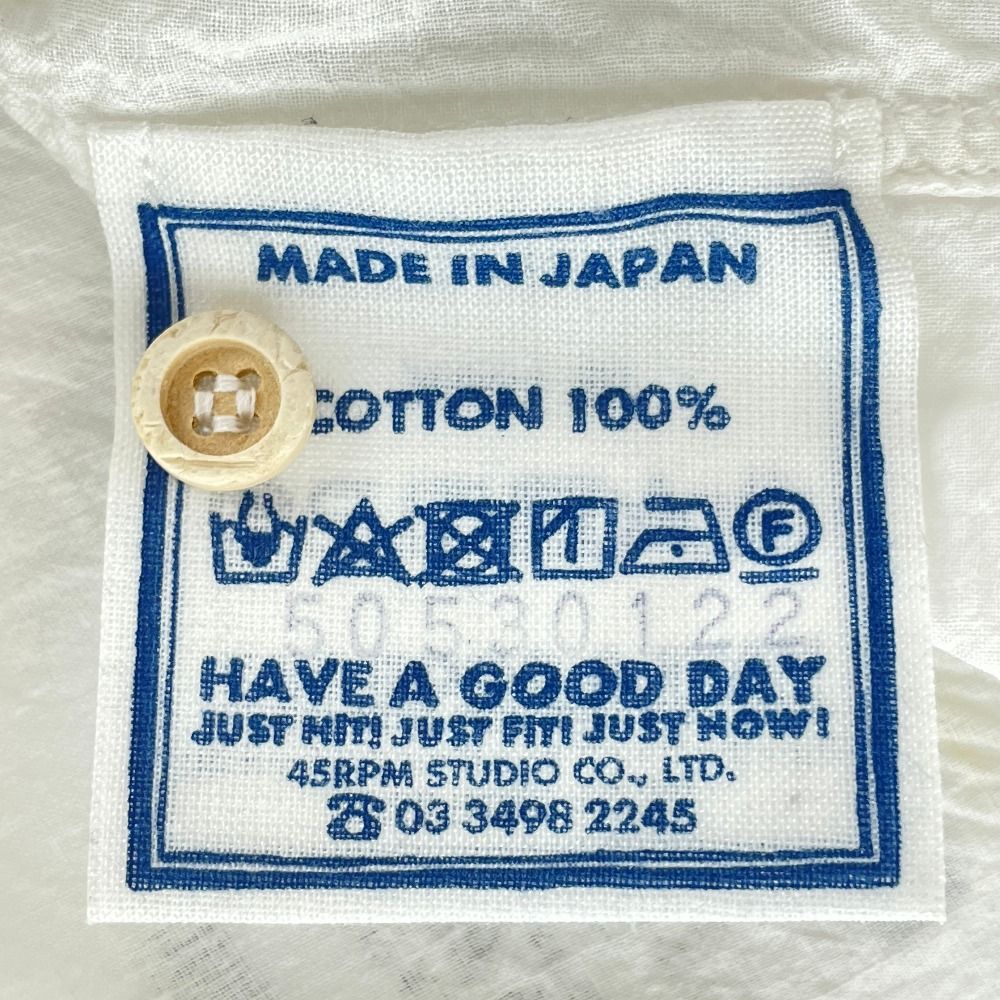 MADE IN JAPAN
COTTON 100%
F
50530122
HAVE A GOOD DAY
JUST HIT! JUST FIT! JUST NOW!
45RPM STUDIO CO., LTD.
☎ 03 3498 2245